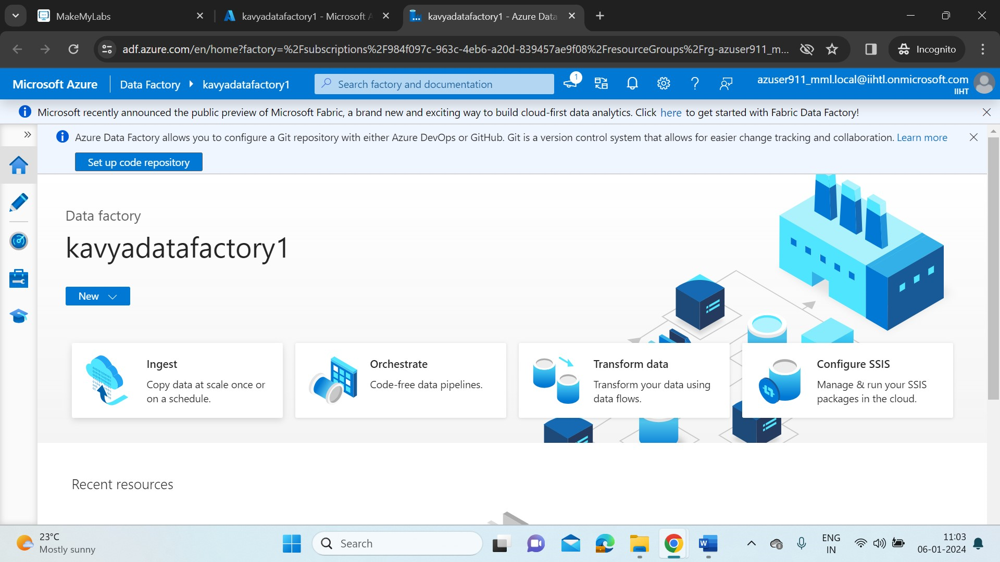 MakeMyLabs
kavyadatafactory1 - Microsoft A
kavyadatafactory1 - Azure Data
adf.azure.com/en/home?factory=%2Fsubscriptions%2F984f097c-963c-4eb6-a20d-839457ae9f08%2FresourceGroups%2Frg-azuser911_m...
Incognito
Microsoft Azure
Data Factory
kavyadatafactory1
Search factory and documentation
1
azuser911_mml.local@iihtl.onmicrosoft.com
IIHT
Microsoft recently announced the public preview of Microsoft Fabric, a brand new and exciting way to build cloud-first data analytics. Click here to get started with Fabric Data Factory!
Azure Data Factory allows you to configure a Git repository with either Azure DevOps or GitHub. Git is a version control system that allows for easier change tracking and collaboration. Learn more
Set up code repository
Data factory
kavyadatafactory1
New
Ingest
Copy data at scale once or
on a schedule.
Orchestrate
Code-free data pipelines.
Transform data
Transform your data using
data flows.
Configure SSIS
Manage & run your SSIS
packages in the cloud.
Recent resources
23°C
Mostly sunny
Search
ENG
IN
11:03
06-01-2024